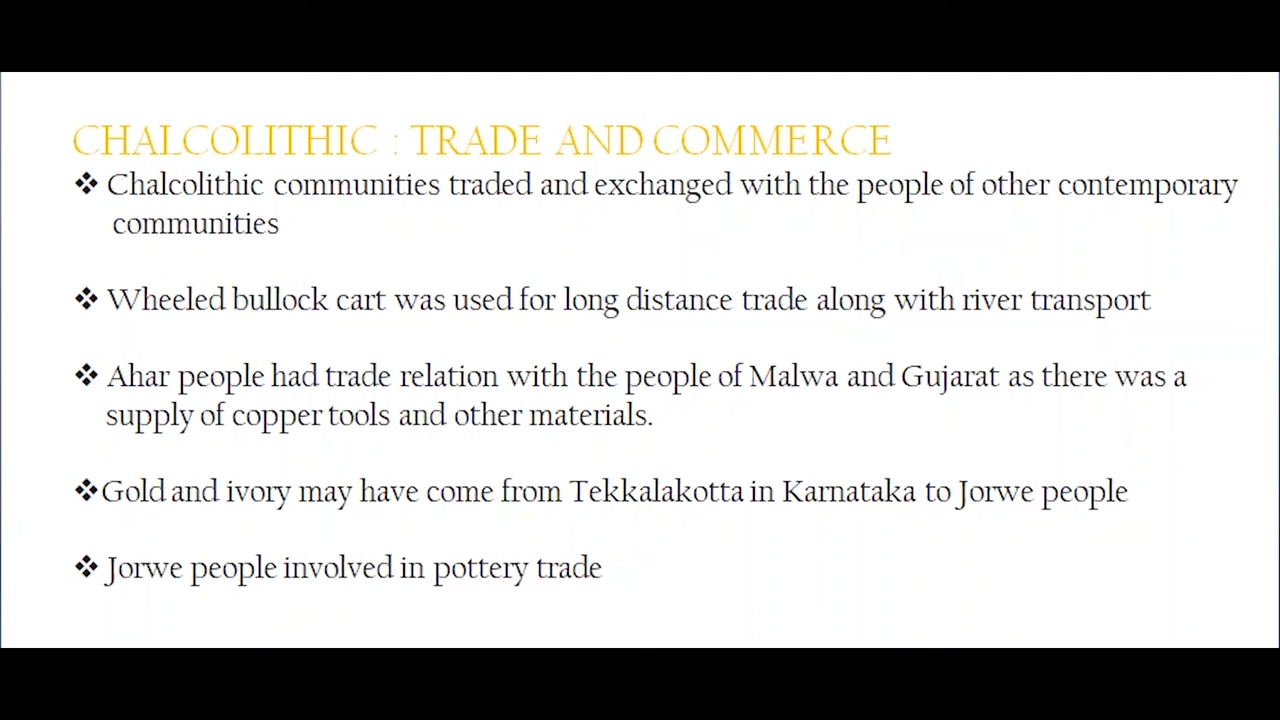 CHALCOLITHIC : TRADE AND COMMERCE
❖ Chalcolithic communities traded and exchanged with the people of other contemporary
communities
❖ Wheeled bullock cart was used for long distance trade along with river transport
❖ Ahar people had trade relation with the people of Malwa and Gujarat as there was a
supply of copper tools and other materials.
❖Gold and ivory may have come from Tekkalakotta in Karnataka to Jorwe people
❖ Jorwe people involved in pottery trade